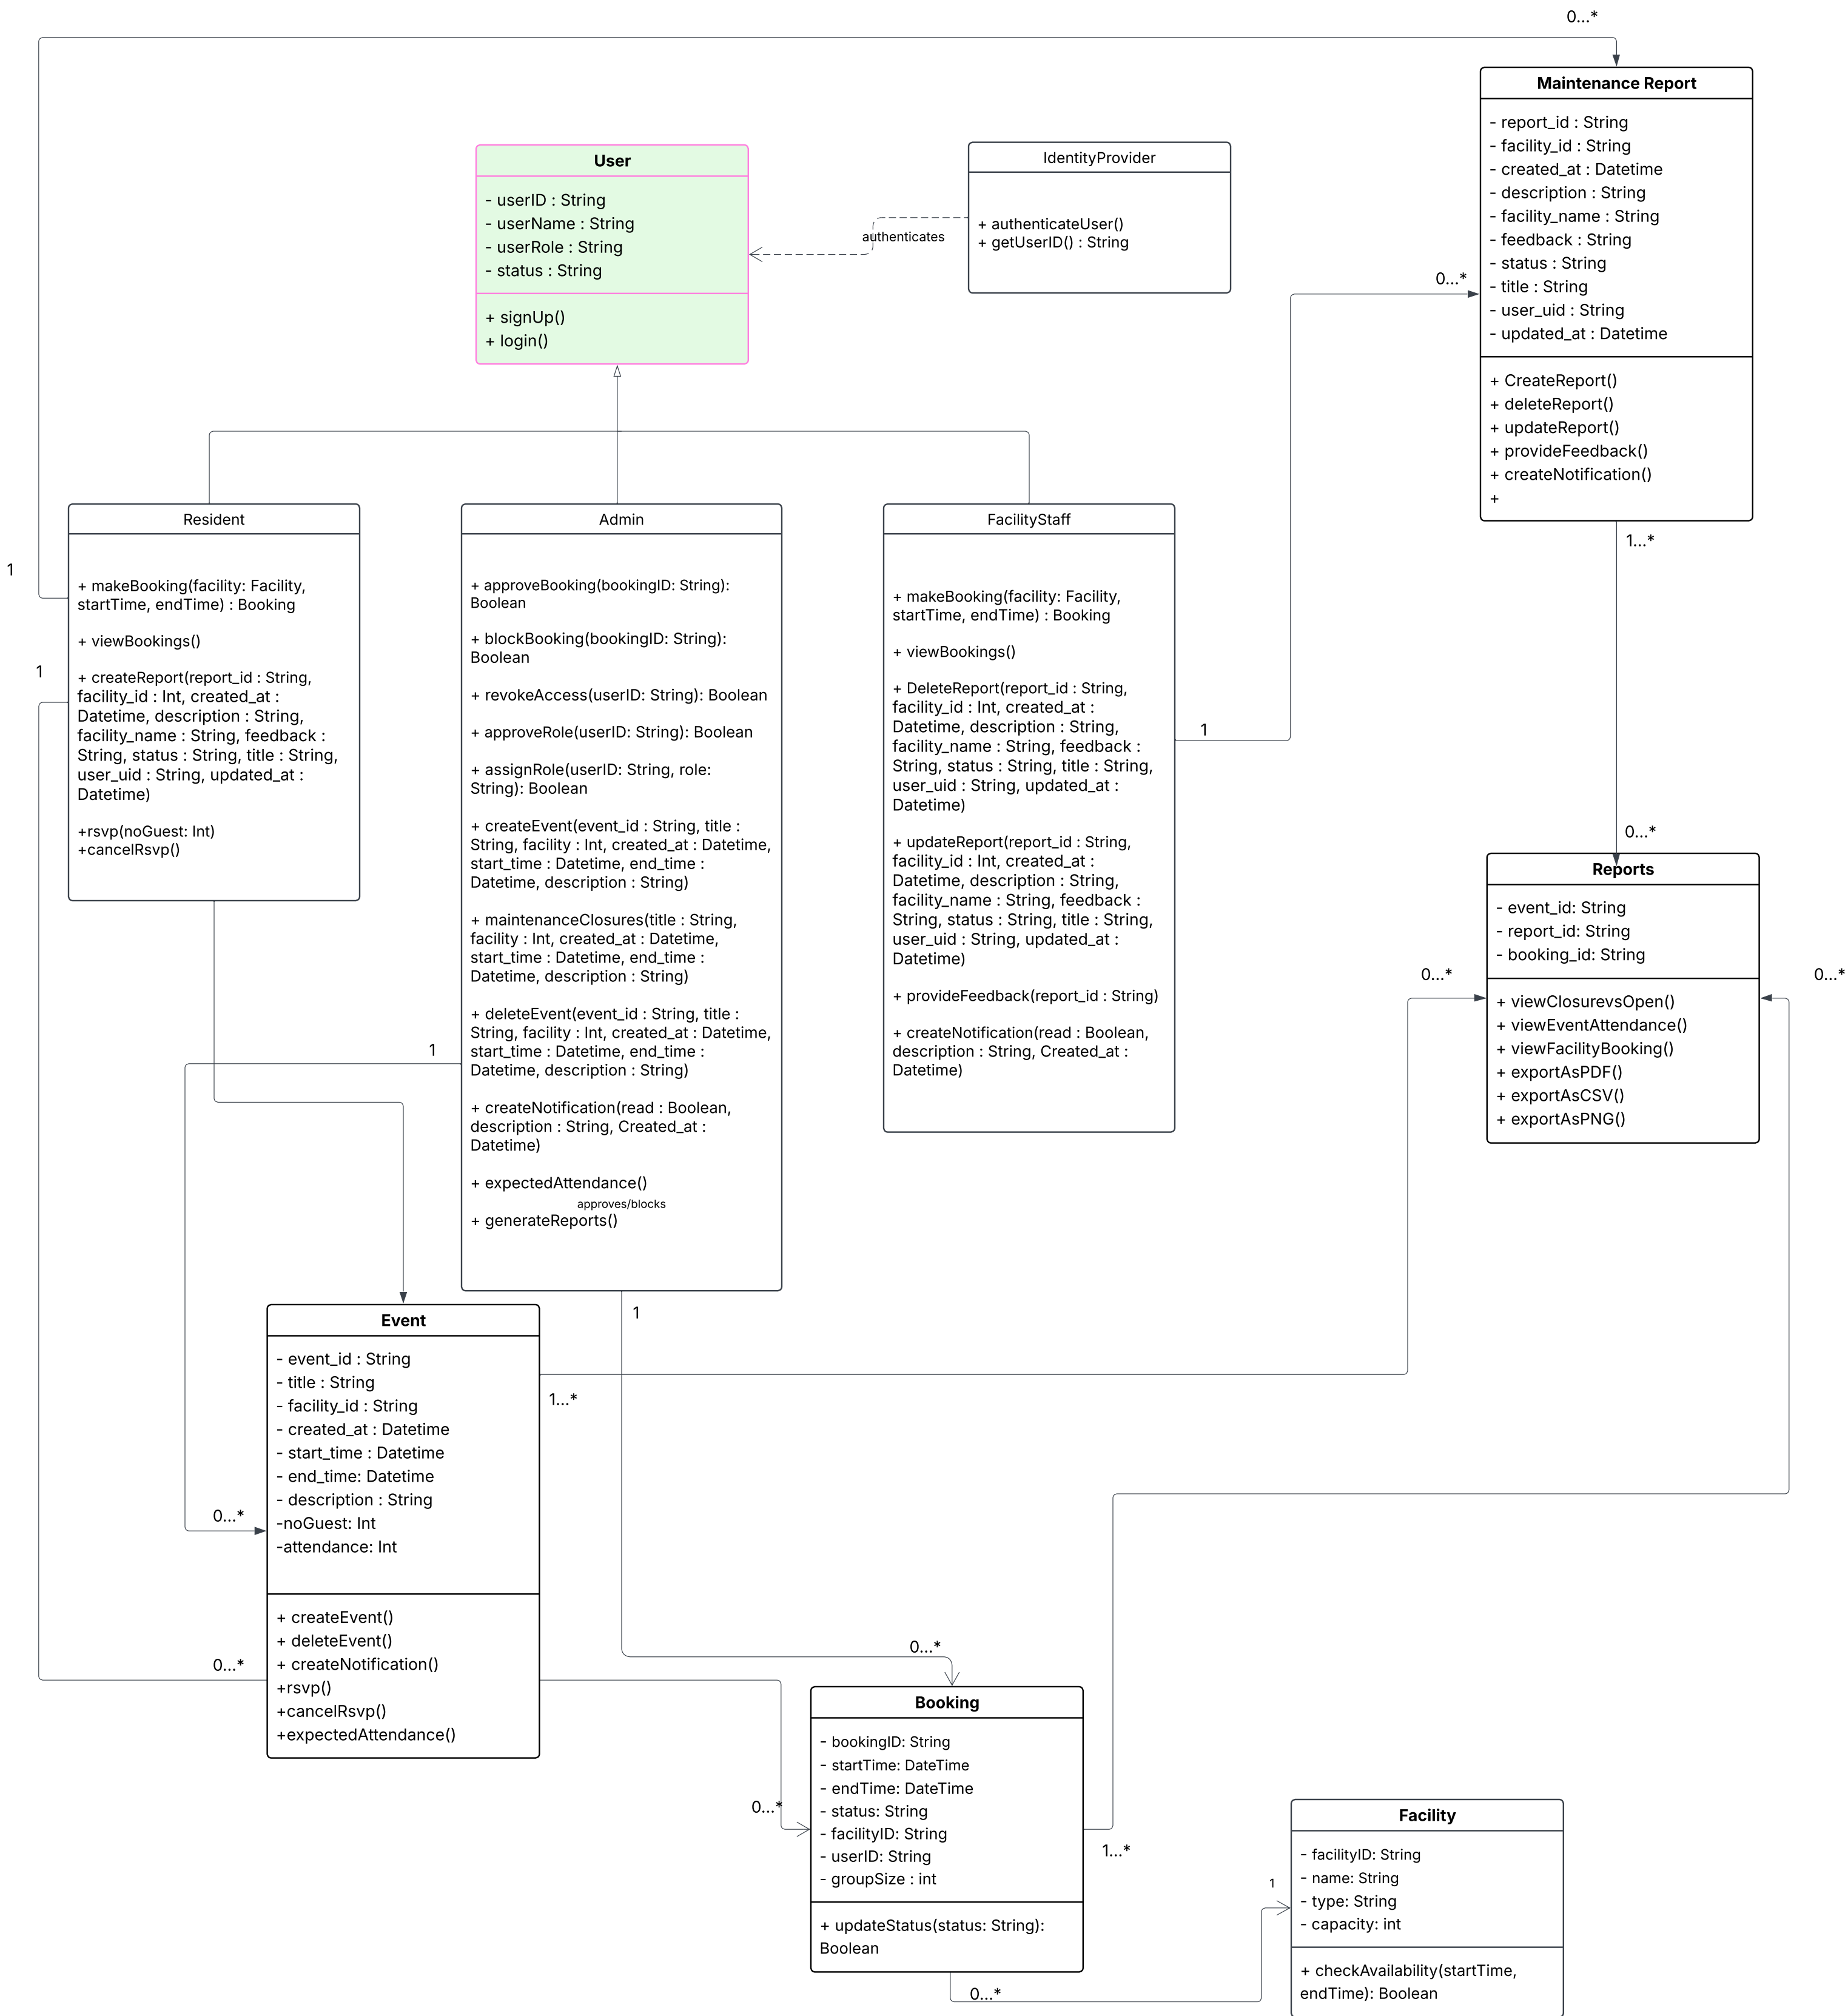 0...*
Maintenance Report
- report_id : String
- facility_id : String
- created_at : Datetime
- description : String
- facility_name : String
- feedback : String
- status : String
- title : String
- user_uid : String
- updated_at : Datetime
+ CreateReport()
+ deleteReport()
+ updateReport()
+ provideFeedback()
+ createNotification()
+
User
- userID : String
- userName : String
- userRole : String
- status : String
+ signUp()
+ login()
IdentityProvider
+ authenticateUser()
+ getUserID() : String
authenticates
0...*
1...*
1
1
Resident
+ makeBooking(facility: Facility,
startTime, endTime) : Booking
+ viewBookings()
+ createReport(report_id : String,
facility_id : Int, created_at :
Datetime, description : String,
facility_name : String, feedback :
String, status : String, title : String,
user_uid : String, updated_at :
Datetime)
+rsvp(noGuest: Int)
+cancelRsvp()
Admin
+ approveBooking(bookingID: String):
Boolean
+ blockBooking(bookingID: String):
Boolean
+ revokeAccess(userID: String): Boolean
+ approveRole(userID: String): Boolean
+ assignRole(userID: String, role:
String): Boolean
+ createEvent(event_id : String, title :
String, facility : Int, created_at : Datetime,
start_time : Datetime, end_time :
Datetime, description : String)
+ maintenanceClosures(title : String,
facility : Int, created_at : Datetime,
start_time : Datetime, end_time :
Datetime, description : String)
+ deleteEvent(event_id : String, title :
String, facility : Int, created_at : Datetime,
start_time : Datetime, end_time :
Datetime, description : String)
+ createNotification(read : Boolean,
description : String, Created_at :
Datetime)
+ expectedAttendance()
approves/blocks
+ generateReports()
1
1
FacilityStaff
+ makeBooking(facility: Facility,
startTime, endTime) : Booking
+ viewBookings()
+ DeleteReport(report_id : String,
facility_id : Int, created_at :
Datetime, description : String,
facility_name : String, feedback :
String, status : String, title : String,
user_uid : String, updated_at :
Datetime)
+ updateReport(report_id : String,
facility_id : Int, created_at :
Datetime, description : String,
facility_name : String, feedback :
String, status : String, title : String,
user_uid : String, updated_at :
Datetime)
+ provideFeedback(report_id : String)
+ createNotification(read : Boolean,
description : String, Created_at :
Datetime)
1
0...*
Reports
- event_id: String
- report_id: String
- booking_id: String
+ viewClosurevsOpen()
+ viewEventAttendance()
+ viewFacilityBooking()
+ exportAsPDF()
+ exportAsCSV()
+ exportAsPNG()
0...*
0...*
Event
- event_id : String
- title : String
- facility_id : String
- created_at : Datetime
- start_time : Datetime
- end_time: Datetime
- description : String
-noGuest: Int
-attendance: Int
+ createEvent()
+ deleteEvent()
+ createNotification()
+rsvp()
+cancelRsvp()
+expectedAttendance()
1...*
0...*
0...*
0...*
0...*
Booking
- bookingID: String
- startTime: DateTime
- endTime: DateTime
- status: String
- facilityID: String
- userID: String
- groupSize : int
+ updateStatus(status: String):
Boolean
1...*
0...*
1
Facility
- facilityID: String
- name: String
- type: String
- capacity: int
+ checkAvailability(startTime,
endTime): Boolean